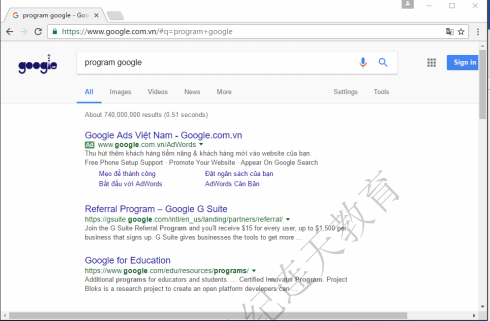 program google - Goo
https://www.google.com.vn/#q=program+google
google
program google
Sign in
All Images Videos News More Settings Tools
About 740,000,000 results (0.51 seconds)
Google Ads Việt Nam - Google.com.vn
Ad www.google.com.vn/AdWords
Thu hút thêm khách hàng tiềm năng & khách hàng mới vào website của bạn.
Free Phone Setup Support · Promote Your Website · Appear On Google Search
Mẹo để thành công Đặt ngân sách của bạn
Bắt đầu với AdWords AdWords Căn Bản
Referral Program – Google G Suite
https://gsuite.google.com/intl/en_us/landing/partners/referral/
Join the G Suite Referral Program and you'll receive $15 for every user, up to $1,500 per
business that signs up. G Suite gives businesses the tools to get more ...
Google for Education
https://www.google.com/edu/resources/programs/
Additional programs for educators and students. ... Certified Innovator Program. Project
Bloks is a research project to create an open platform developers can ...
纪连天教育